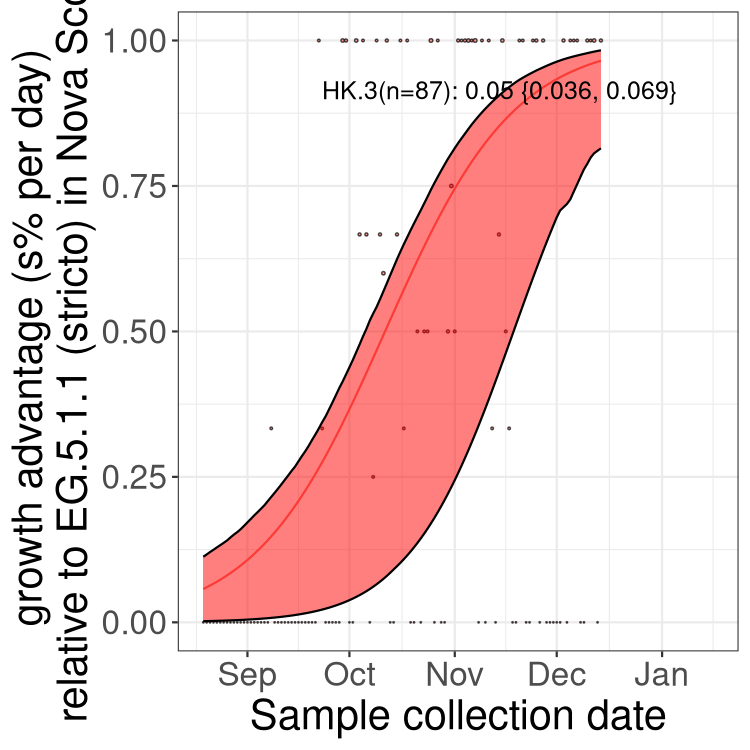 growth advantage (s% per day)
relative to EG.5.1.1 (stricto) in Nova Sco
1.00
0.75
0.50
0.25
0.00
HK.3(n=87): 0.05 {0.036, 0.069}
Sep Oct Nov Dec Jan
Sample collection date